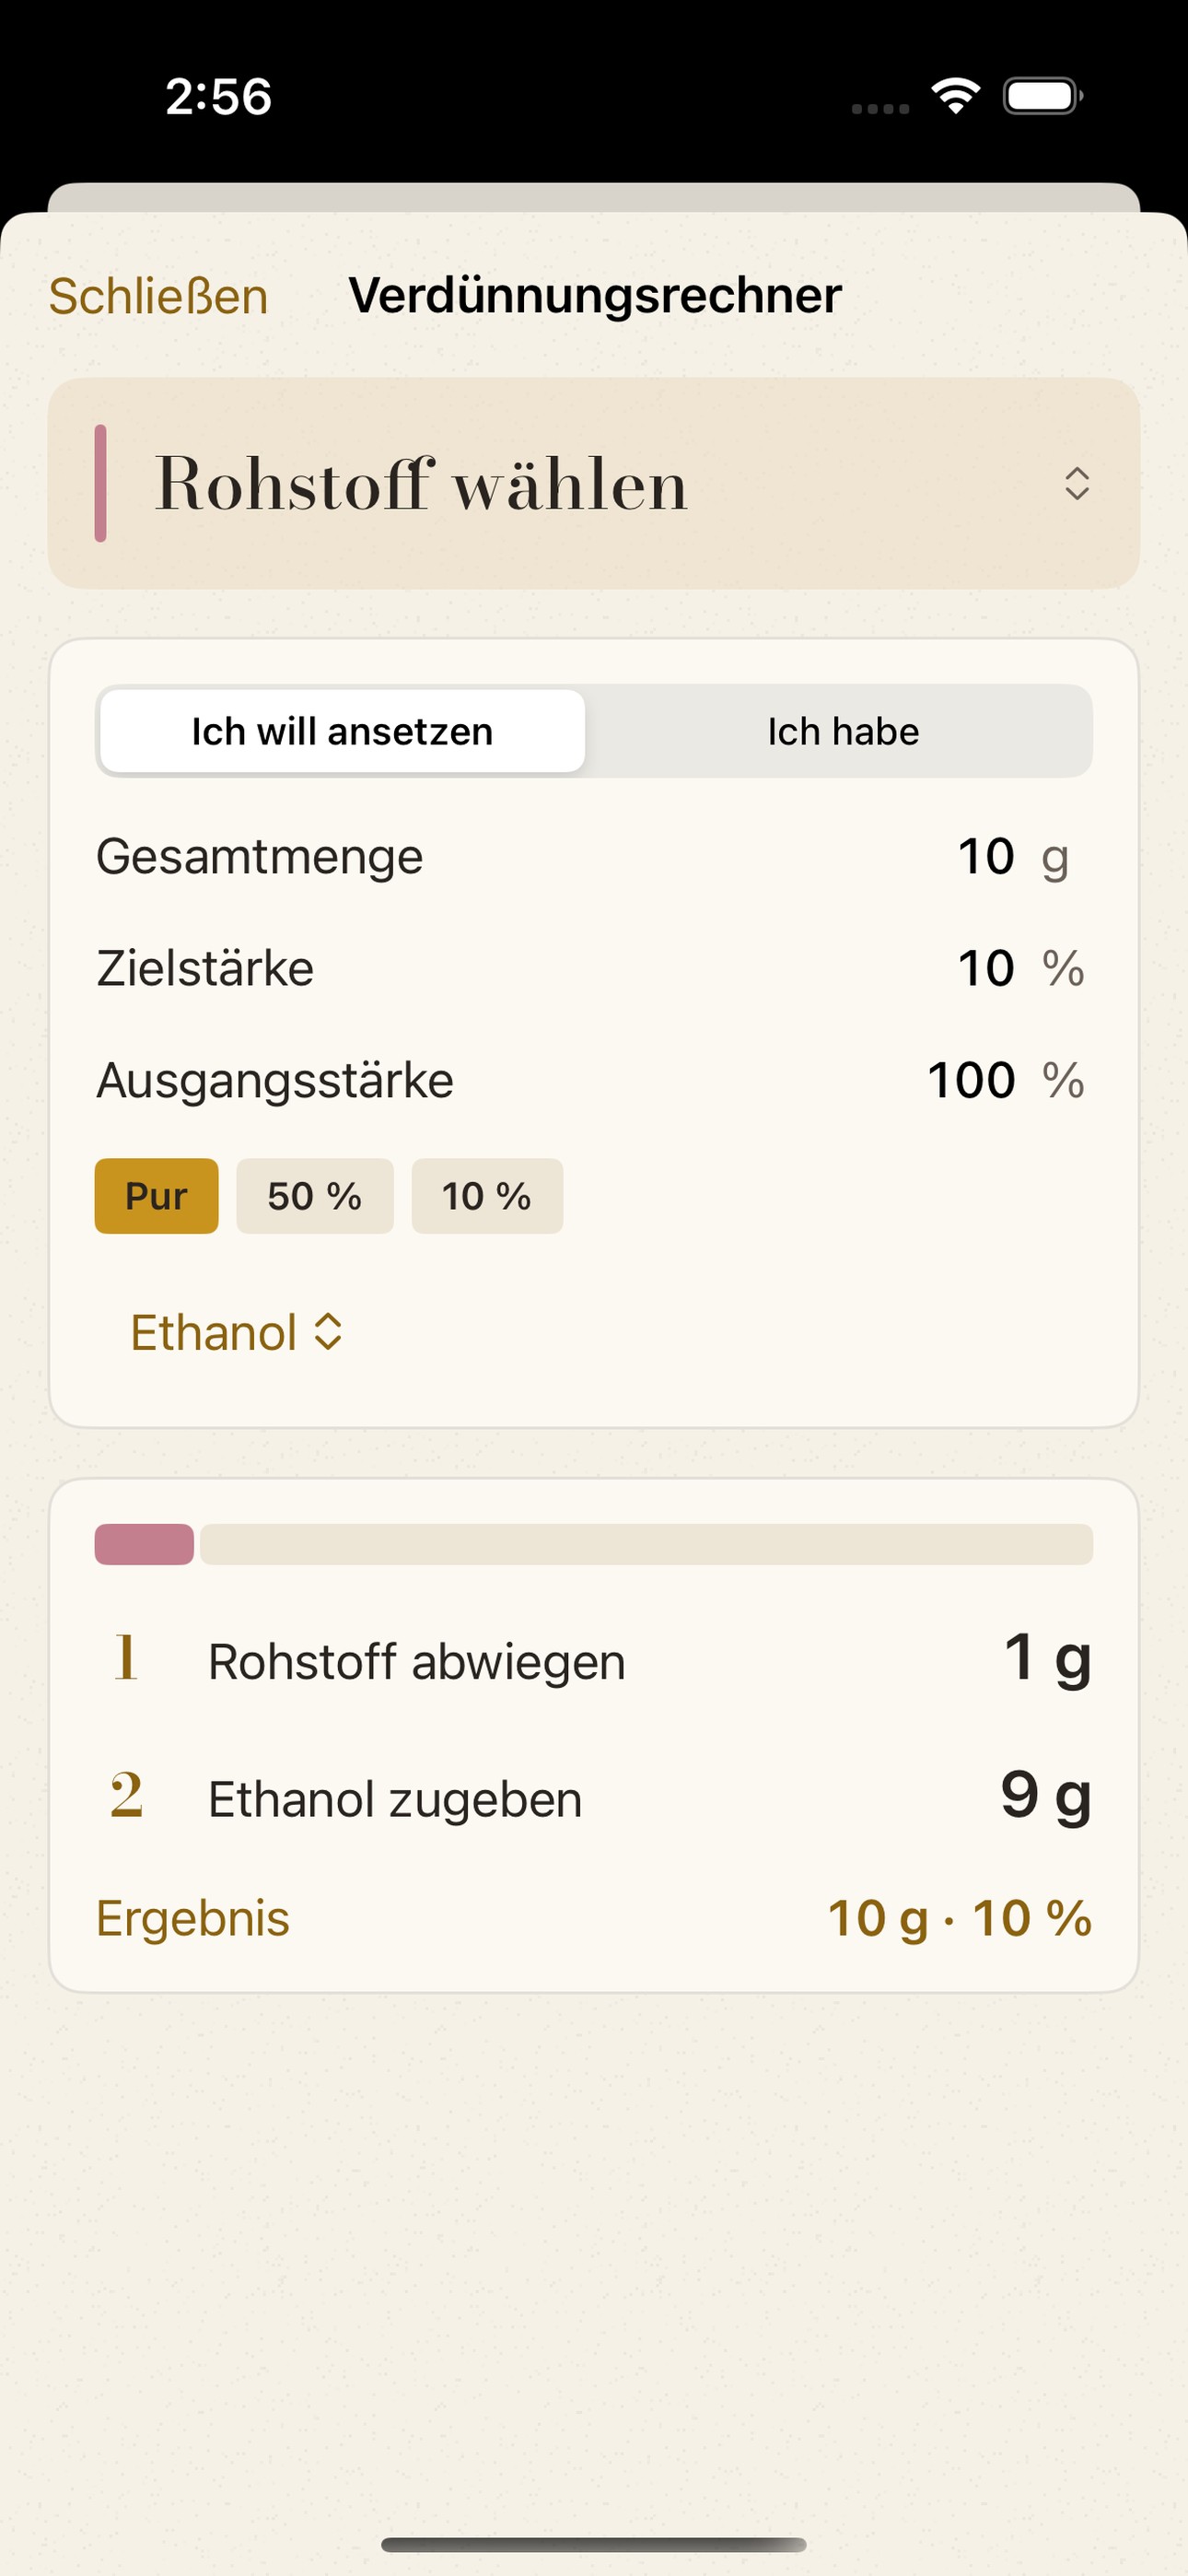 2:56
Schließen Verdünnungsrechner
Rohstoff wählen
Ich will ansetzen Ich habe
Gesamtmenge 10 g
Zielstärke 10 %
Ausgangsstärke 100 %
Pur 50 % 10 %
Ethanol
1 Rohstoff abwiegen 1 g
2 Ethanol zugeben 9 g
Ergebnis 10 g · 10 %